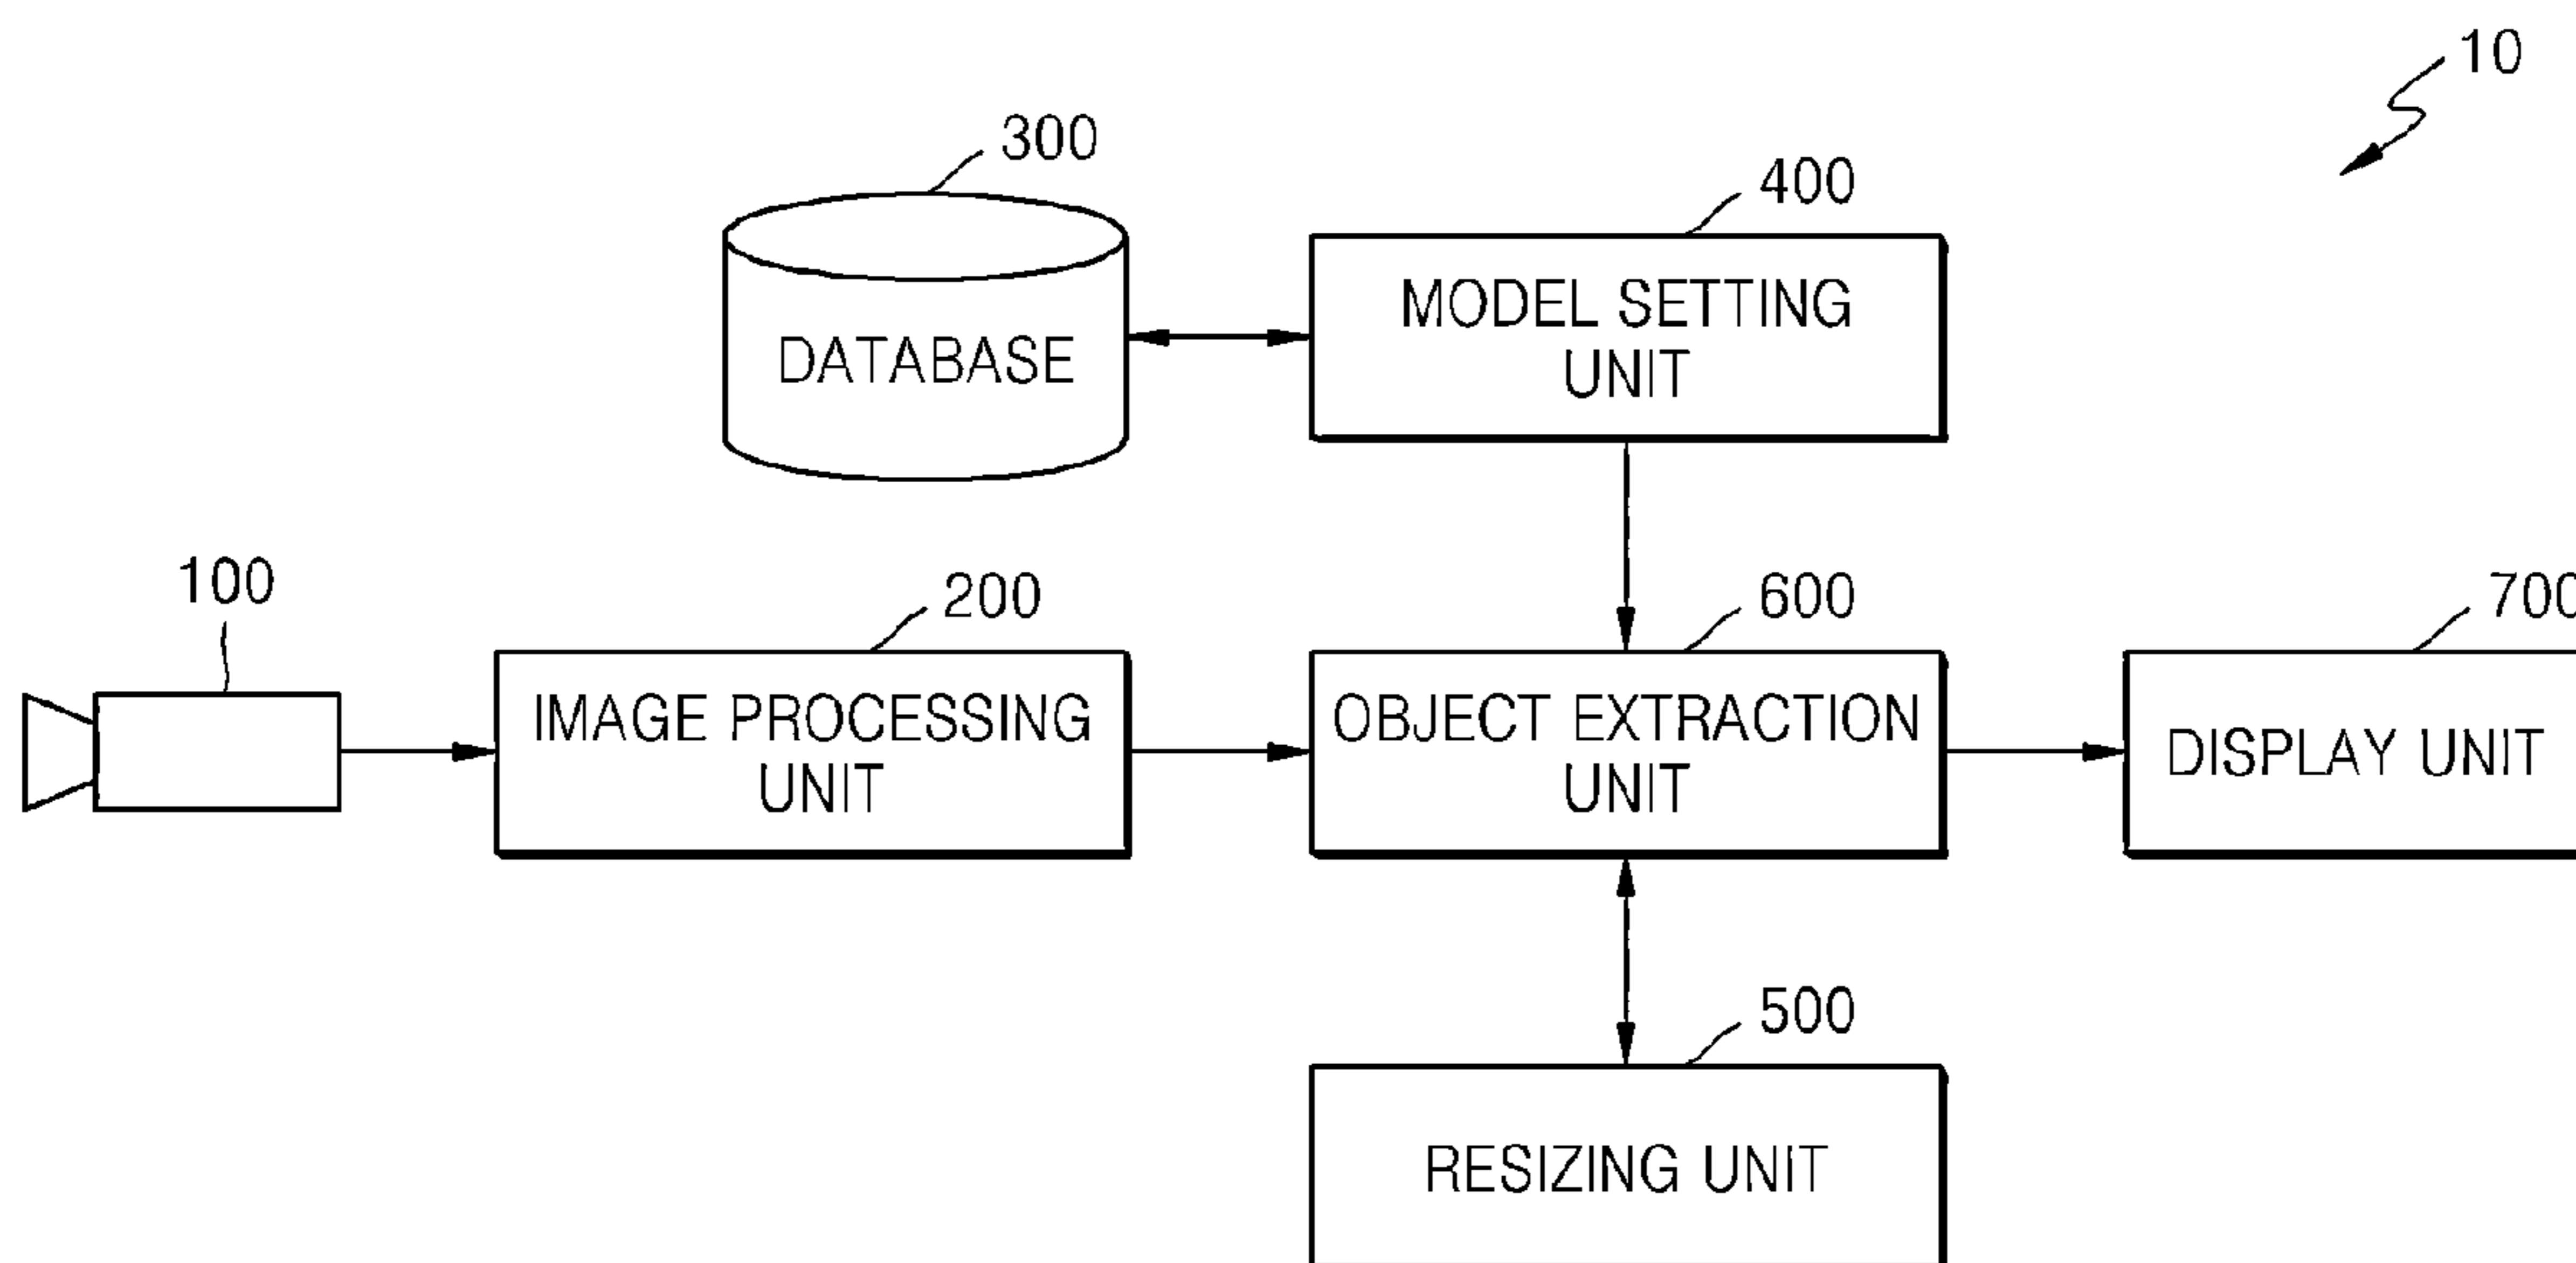 10
300
400
DATABASE
MODEL SETTING
UNIT
100
200
600
700
IMAGE PROCESSING
UNIT
OBJECT EXTRACTION
UNIT
DISPLAY UNIT
500
RESIZING UNIT